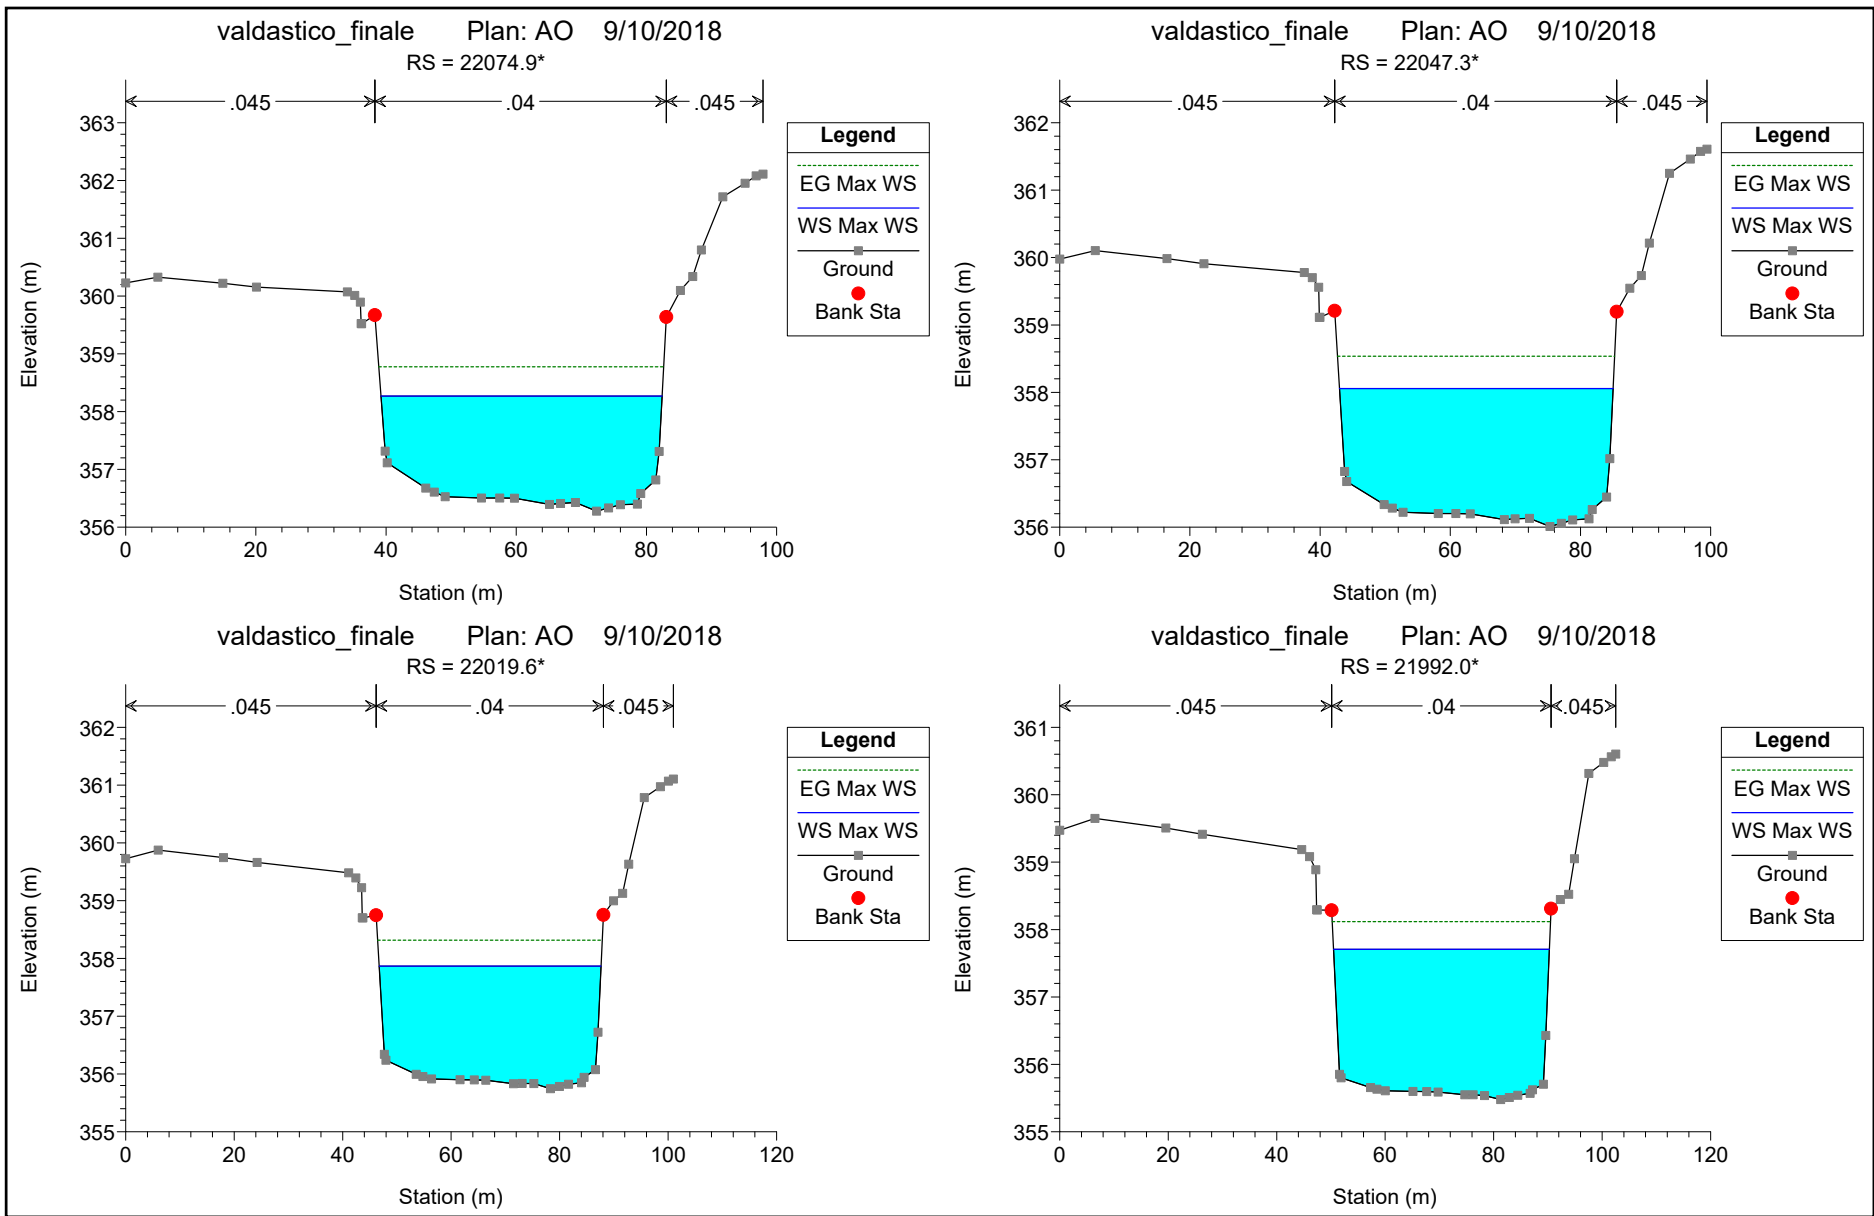 valdastico_finale Plan: AO 9/10/2018
RS = 22074.9*
.045 .04 .045
363
362
361
360
359
358
357
356
0 20 40 60 80 100
Station (m)
Elevation (m)
Legend
EG Max WS
WS Max WS
Ground
Bank Sta
valdastico_finale Plan: AO 9/10/2018
RS = 22047.3*
.045 .04 .045
362
361
360
359
358
357
356
0 20 40 60 80 100
Station (m)
Elevation (m)
Legend
EG Max WS
WS Max WS
Ground
Bank Sta
valdastico_finale Plan: AO 9/10/2018
RS = 22019.6*
.045 .04 .045
362
361
360
359
358
357
356
355
0 20 40 60 80 100 120
Station (m)
Elevation (m)
Legend
EG Max WS
WS Max WS
Ground
Bank Sta
valdastico_finale Plan: AO 9/10/2018
RS = 21992.0*
.045 .04 .045
361
360
359
358
357
356
355
0 20 40 60 80 100 120
Station (m)
Elevation (m)
Legend
EG Max WS
WS Max WS
Ground
Bank Sta